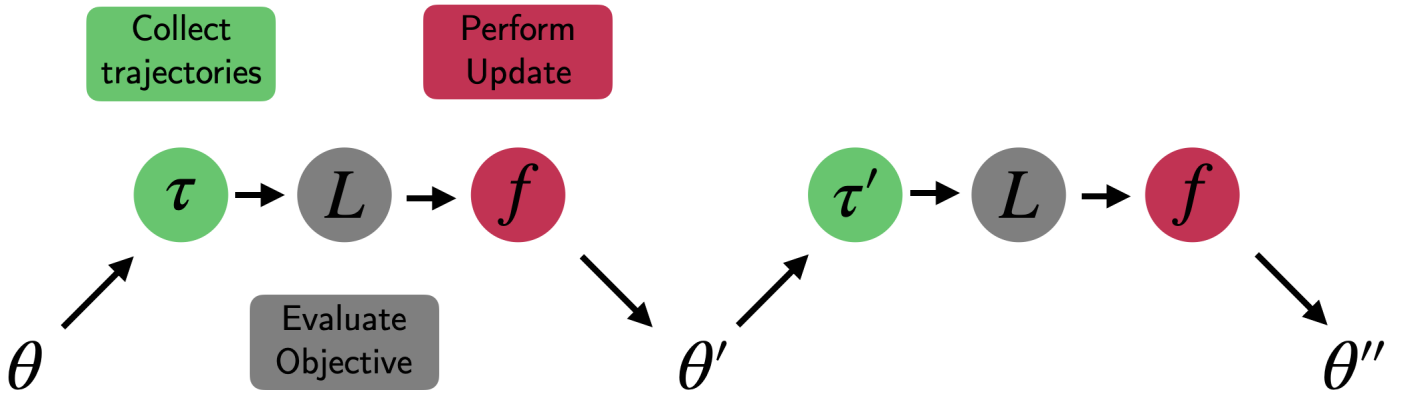 Collect
trajectories
Perform
Update
τ
L
f
τ′
L
f
Evaluate
Objective
θ
θ′
θ′′